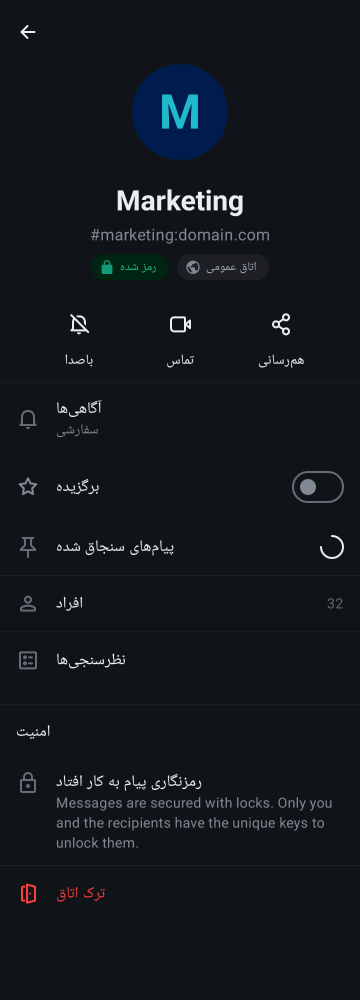 M
Marketing
#marketing:domain.com
رمز شده
اتاق عمومی
باصدا
تماس
هم‌رسانی
آگاهی‌ها
سفارشی
برگزیده
پیام‌های سنجاق شده
افراد
32
نظرسنجی‌ها
امنیت
رمزنگاری پیام به کار افتاد
Messages are secured with locks. Only you
and the recipients have the unique keys to
unlock them.
ترک اتاق